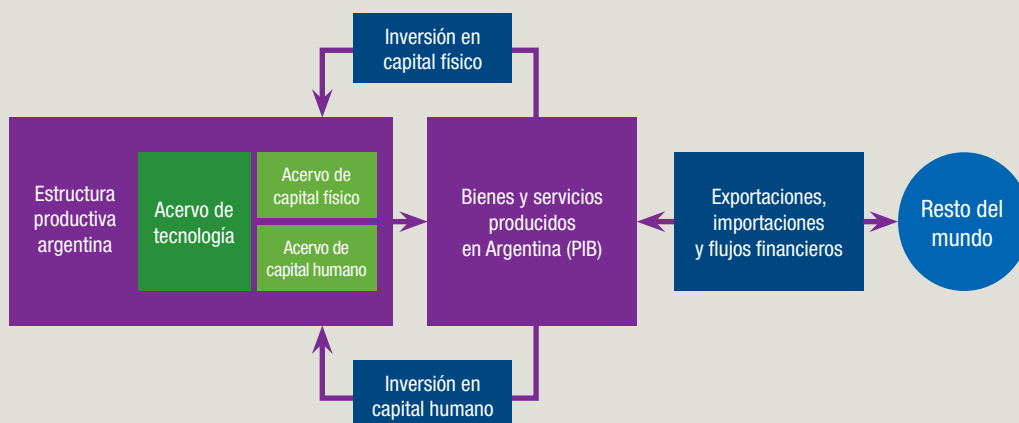 Inversión en
capital físico
Estructura
productiva
argentina
Acervo de
tecnología
Acervo de
capital físico
Acervo de
capital humano
Bienes y servicios
producidos
en Argentina (PIB)
Exportaciones,
importaciones
y flujos financieros
Resto del
mundo
Inversión en
capital humano